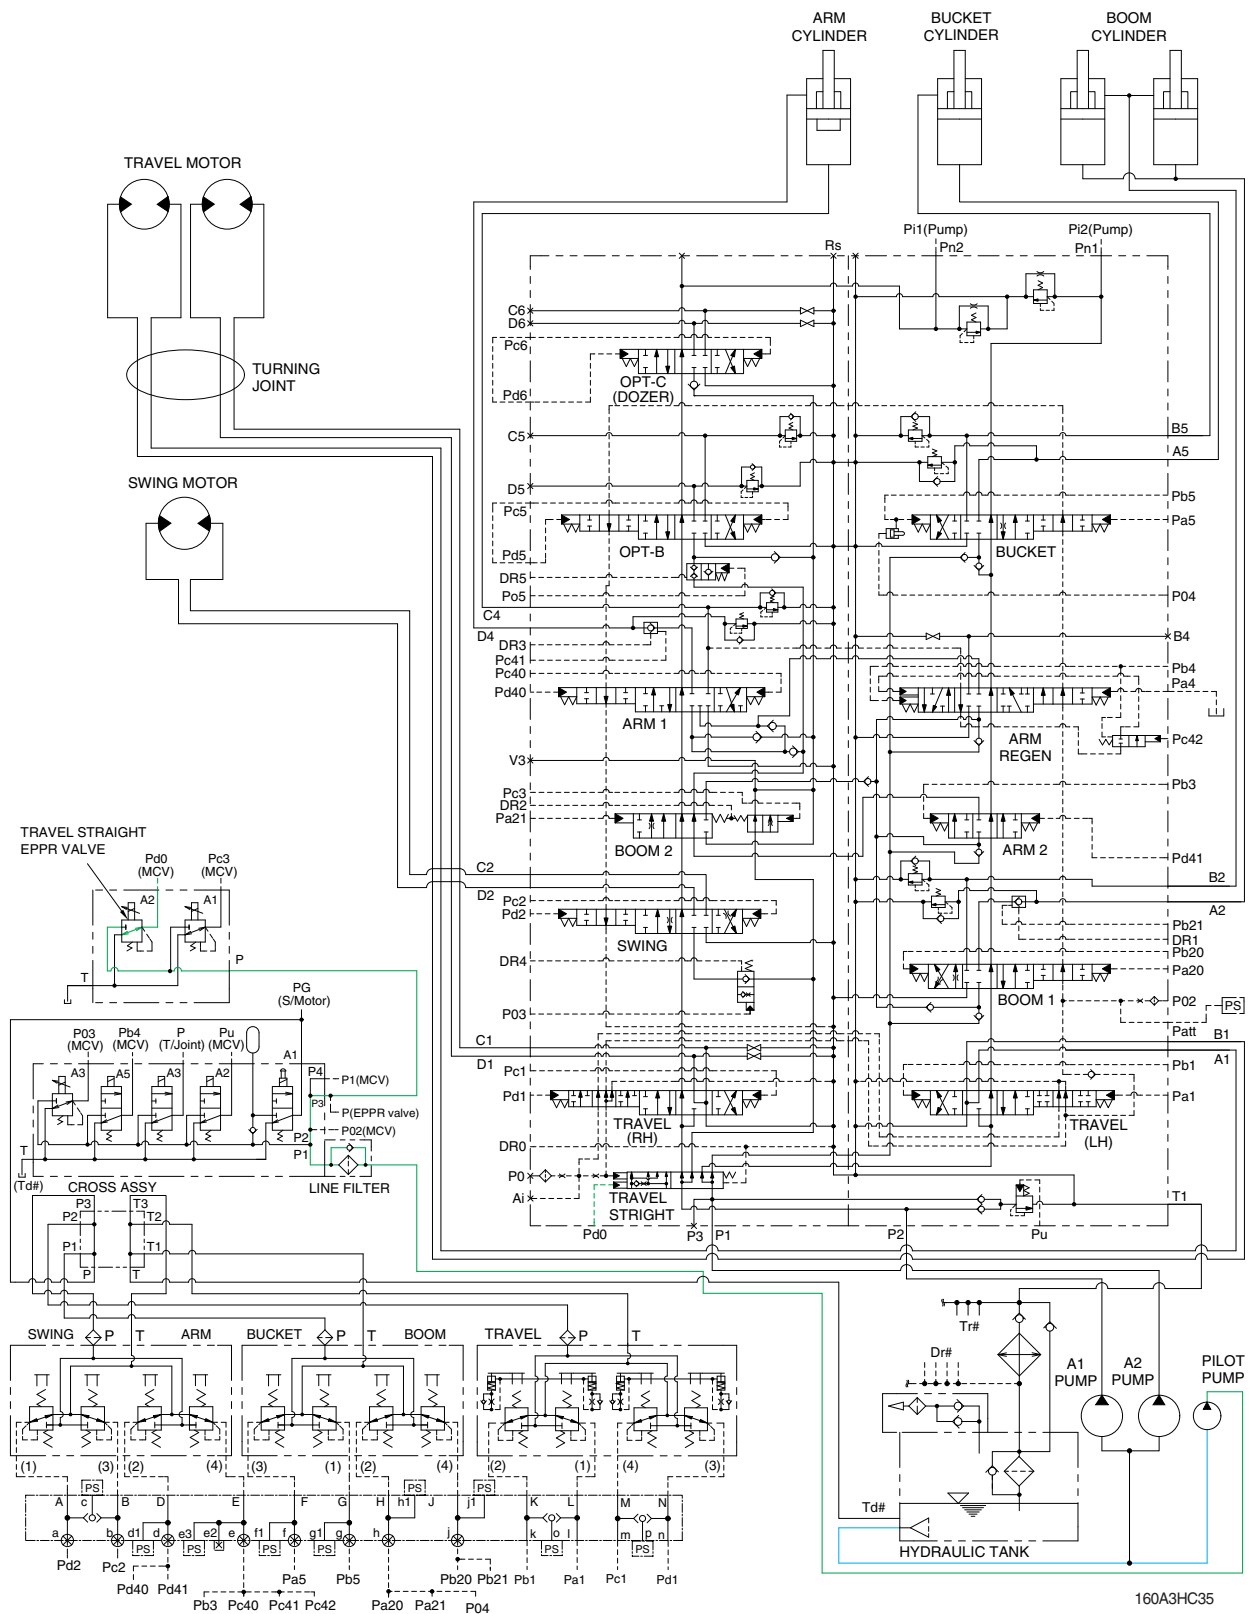 ARM
CYLINDER
BUCKET
CYLINDER
BOOM
CYLINDER
TRAVEL MOTOR
TURNING
JOINT
SWING MOTOR
Rs
Pi1(Pump)
Pn2
Pi2(Pump)
Pn1
C6
D6
Pc6
Pd6
OPT-C
(DOZER)
C5
D5
Pc5
Pd5
OPT-B
DR5
Po5
C4
D4
DR3
Pc41
Pc40
Pd40
ARM 1
V3
Pc3
DR2
Pa21
BOOM 2
C2
D2
Pc2
Pd2
SWING
DR4
P03
C1
D1
Pc1
Pd1
TRAVEL
(RH)
DR0
P0
Ai
TRAVEL
STRIGHT
Pd0
P3
P1
P2
Pu
B5
A5
Pb5
Pa5
BUCKET
P04
B4
Pb4
Pa4
ARM
REGEN
Pc42
Pb3
ARM 2
Pd41
B2
A2
Pb21
DR1
Pb20
Pa20
BOOM 1
P02
PS
Patt
B1
A1
Pb1
Pa1
TRAVEL
(LH)
T1
TRAVEL STRAIGHT
EPPR VALVE
Pd0
(MCV)
Pc3
(MCV)
A2
A1
T
P
PG
(S/Motor)
P03
(MCV)
Pb4
(MCV)
P
(T/Joint)
Pu
(MCV)
A3
A5
A3
A2
A1
P4
P1(MCV)
P3
P(EPPR valve)
P2
P02(MCV)
P1
T
(Td#)
LINE FILTER
CROSS ASSY
P3
T3
P2
T2
P1
T1
P
T
SWING
P
T
ARM
BUCKET
P
T
BOOM
TRAVEL
P
T
(1)
(3)
(2)
(4)
(3)
(1)
(2)
(4)
(2)
(1)
(4)
(3)
PS
PS
PS
A
c
B
D
E
F
G
H
h1
J
j1
K
L
M
N
a
b
d1
d
e3
e2
e
f1
f
g1
g
h
j
k
o
l
m
p
n
PS
PS
PS
PS
PS
PS
Pd2
Pc2
Pd40
Pd41
Pb3
Pc40
Pc41
Pc42
Pa5
Pb5
Pa20
Pa21
P04
Pb20
Pb21
Pb1
Pa1
Pc1
Pd1
Tr#
Dr#
A1
PUMP
A2
PUMP
PILOT
PUMP
Td#
HYDRAULIC TANK
160A3HC35